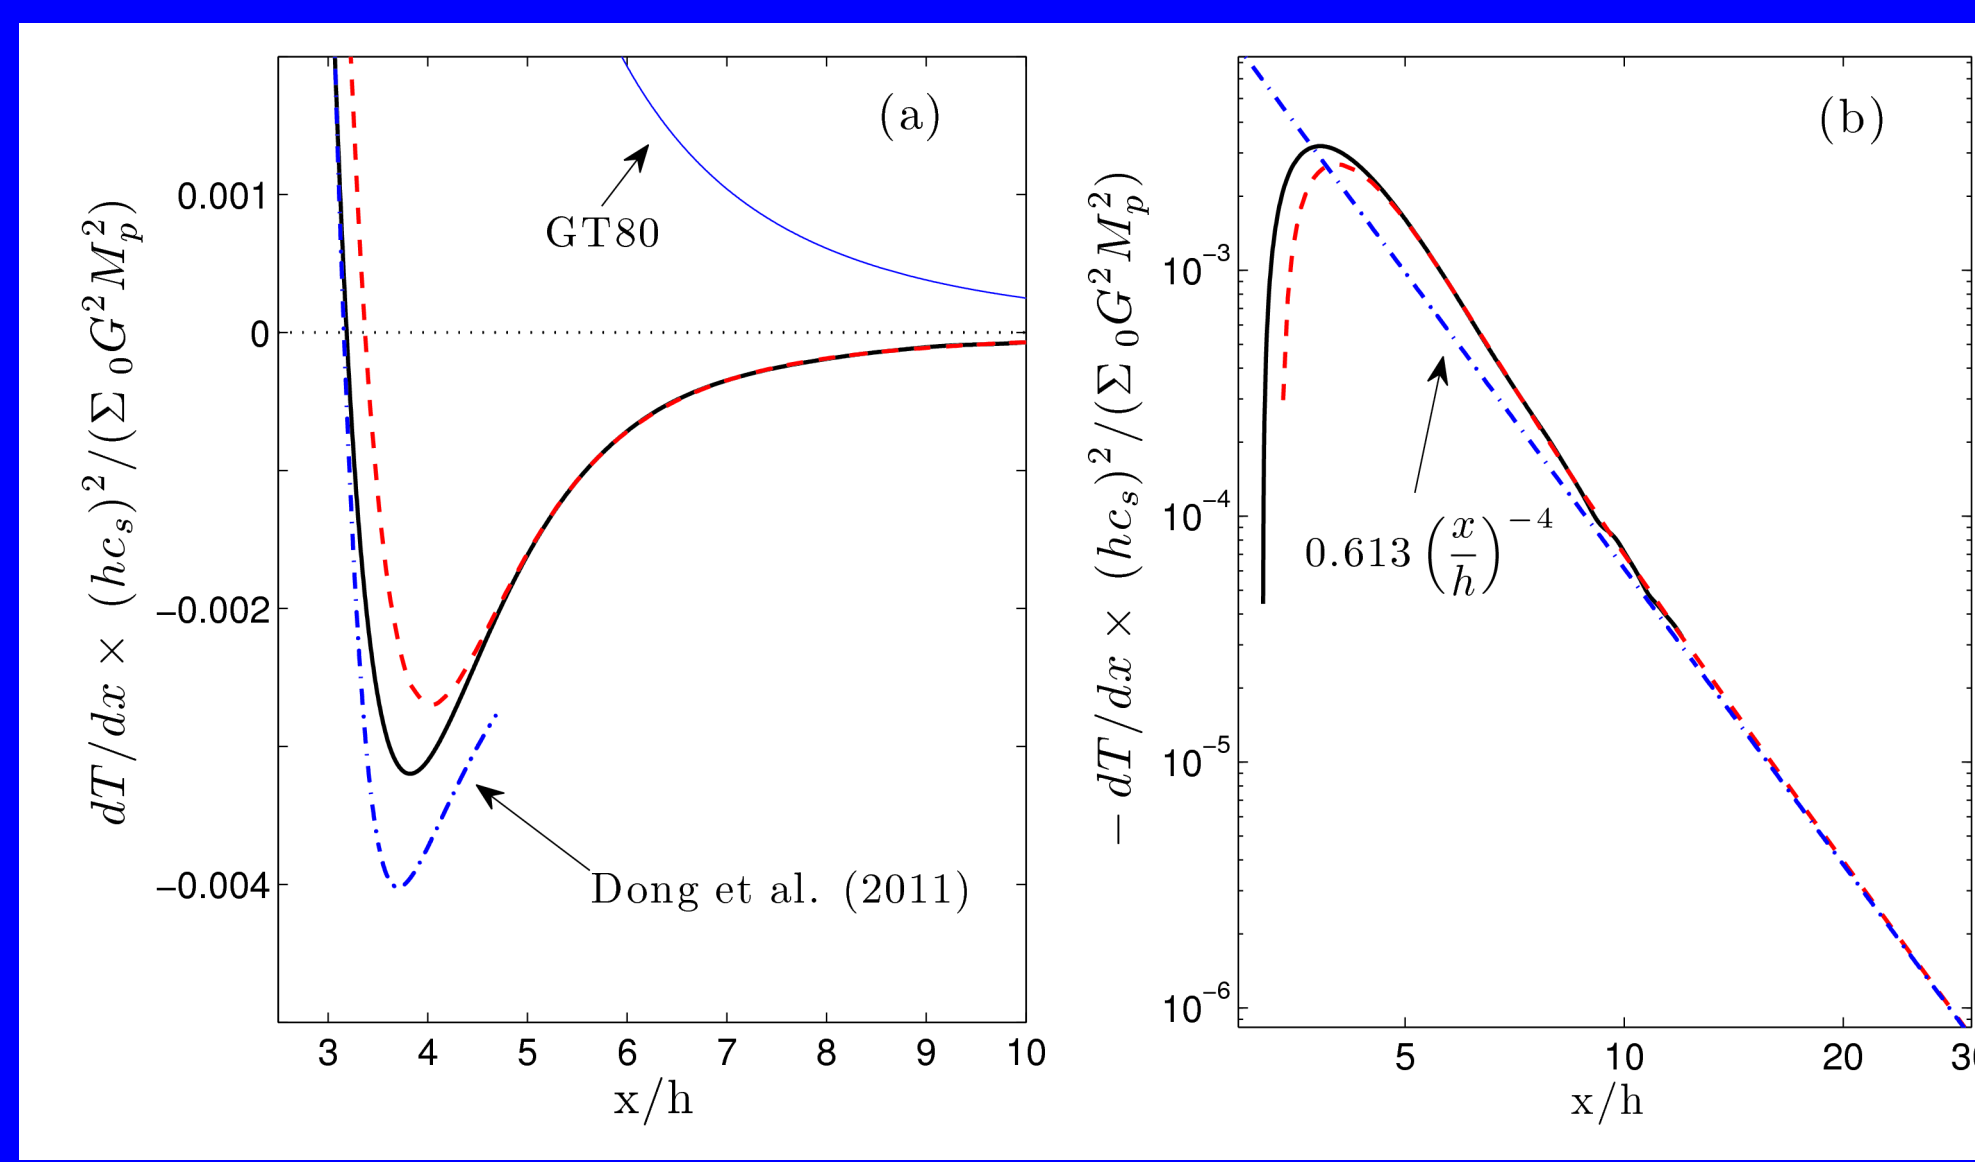 (a)
0.001
GT80
0
−0.002
−0.004
Dong et al. (2011)
3 4 5 6 7 8 9 10
x/h
dT/dx × (hc_s)^2/(Σ_0G^2M_p^2)
(b)
10^−3
10^−4
0.613 (x/h)^−4
10^−5
10^−6
5 10 20
x/h
− dT/dx × (hc_s)^2/(Σ_0G^2M_p^2)